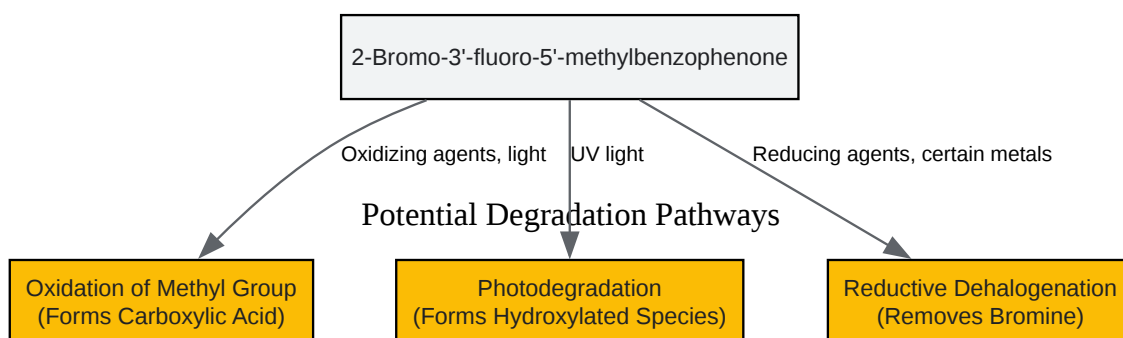 2-Bromo-3'-fluoro-5'-methylbenzophenone
Oxidizing agents, light
UV light
Reducing agents, certain metals
Potential Degradation Pathways
Oxidation of Methyl Group
(Forms Carboxylic Acid)
Photodegradation
(Forms Hydroxylated Species)
Reductive Dehalogenation
(Removes Bromine)